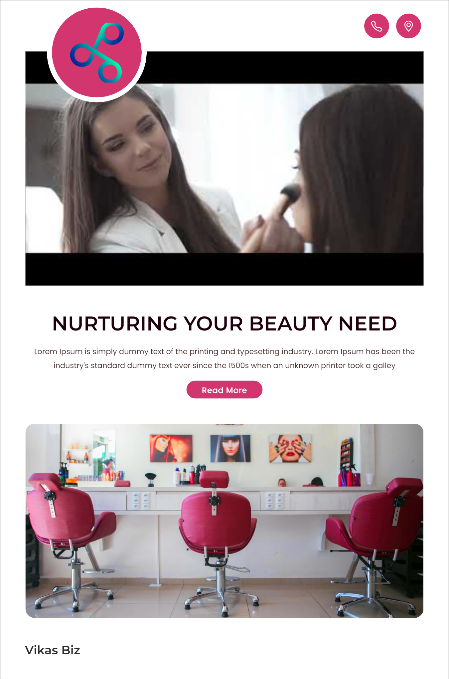 NURTURING YOUR BEAUTY NEED
Lorem Ipsum is simply dummy text of the printing and typesetting industry. Lorem Ipsum has been the
industry's standard dummy text ever since the 1500s when an unknown printer took a galley
Read More
Vikas Biz